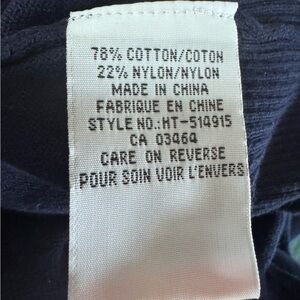 78% COTTON/COTON
22% NYLON/NYLON
MADE IN CHINA
FABRIQUE EN CHINE
STYLE NO.:HT-514915
CA 03464
CARE ON REVERSE
POUR SOIN VOIR L'ENVERS